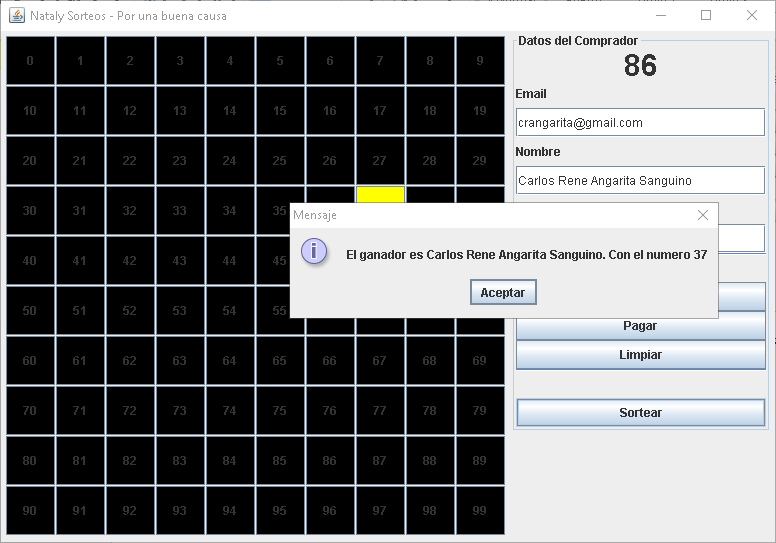 Nataly Sorteos - Por una buena causa
0 1 2 3 4 5 6 7 8 9
10 11 12 13 14 15 16 17 18 19
20 21 22 23 24 25 26 27 28 29
30 31 32 33 34 35
40 41 42 43 44 45
50 51 52 53 54 55
60 61 62 63 64 65 66 67 68 69
70 71 72 73 74 75 76 77 78 79
80 81 82 83 84 85 86 87 88 89
90 91 92 93 94 95 96 97 98 99
Datos del Comprador
86
Email
crangarita@gmail.com
Nombre
Carlos Rene Angarita Sanguino
Mensaje
El ganador es Carlos Rene Angarita Sanguino. Con el numero 37
Aceptar
Pagar
Limpiar
Sortear